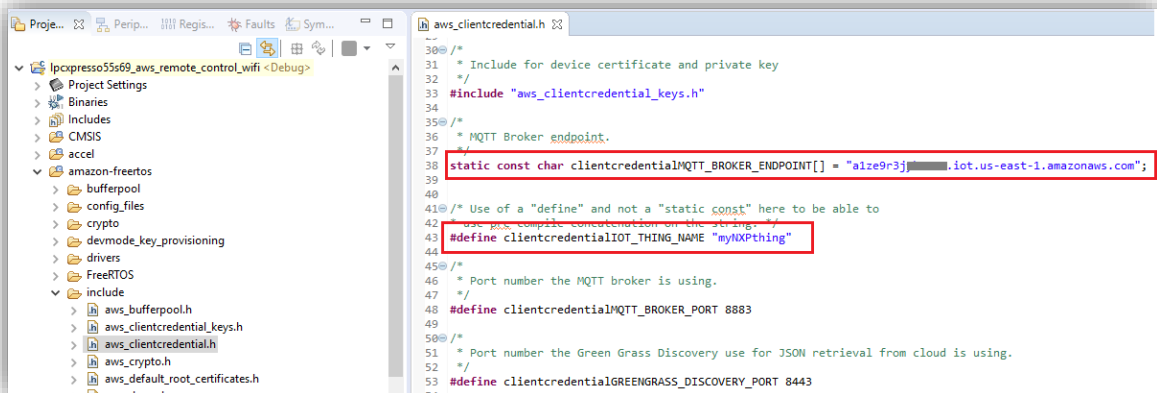 Proje...
Perip...
Regis...
Faults
Sym...
lpcxpresso55s69_aws_remote_control_wifi <Debug>
Project Settings
Binaries
Includes
CMSIS
accel
amazon-freertos
bufferpool
config_files
crypto
devmode_key_provisioning
drivers
FreeRTOS
include
aws_bufferpool.h
aws_clientcredential_keys.h
aws_clientcredential.h
aws_crypto.h
aws_default_root_certificates.h
aws_clientcredential.h
30 /*
31 * Include for device certificate and private key
32 */
33 #include "aws_clientcredential_keys.h"
34
35 /*
36 * MQTT Broker endpoint.
37 */
38 static const char clientcredentialMQTT_BROKER_ENDPOINT[] = "a1ze9r3j .iot.us-east-1.amazonaws.com";
39
40
41 /* Use of a "define" and not a "static const" here to be able to
42 * use pre compile concatenation on the string. */
43 #define clientcredentialIOT_THING_NAME "myNXPthing"
44
45 /*
46 * Port number the MQTT broker is using.
47 */
48 #define clientcredentialMQTT_BROKER_PORT 8883
49
50 /*
51 * Port number the Green Grass Discovery use for JSON retrieval from cloud is using.
52 */
53 #define clientcredentialGREENGRASS_DISCOVERY_PORT 8443